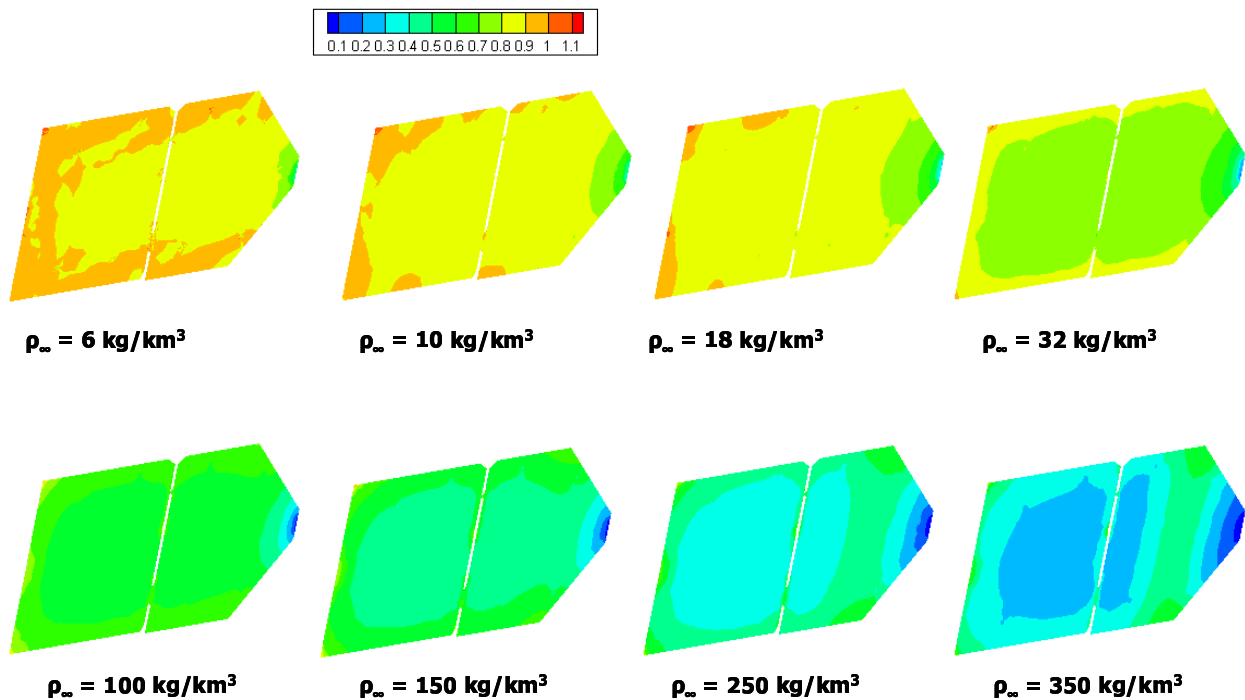 0.1 0.2 0.3 0.4 0.5 0.6 0.7 0.8 0.9 1 1.1
ρ∞ = 6 kg/km³
ρ∞ = 10 kg/km³
ρ∞ = 18 kg/km³
ρ∞ = 32 kg/km³
ρ∞ = 100 kg/km³
ρ∞ = 150 kg/km³
ρ∞ = 250 kg/km³
ρ∞ = 350 kg/km³